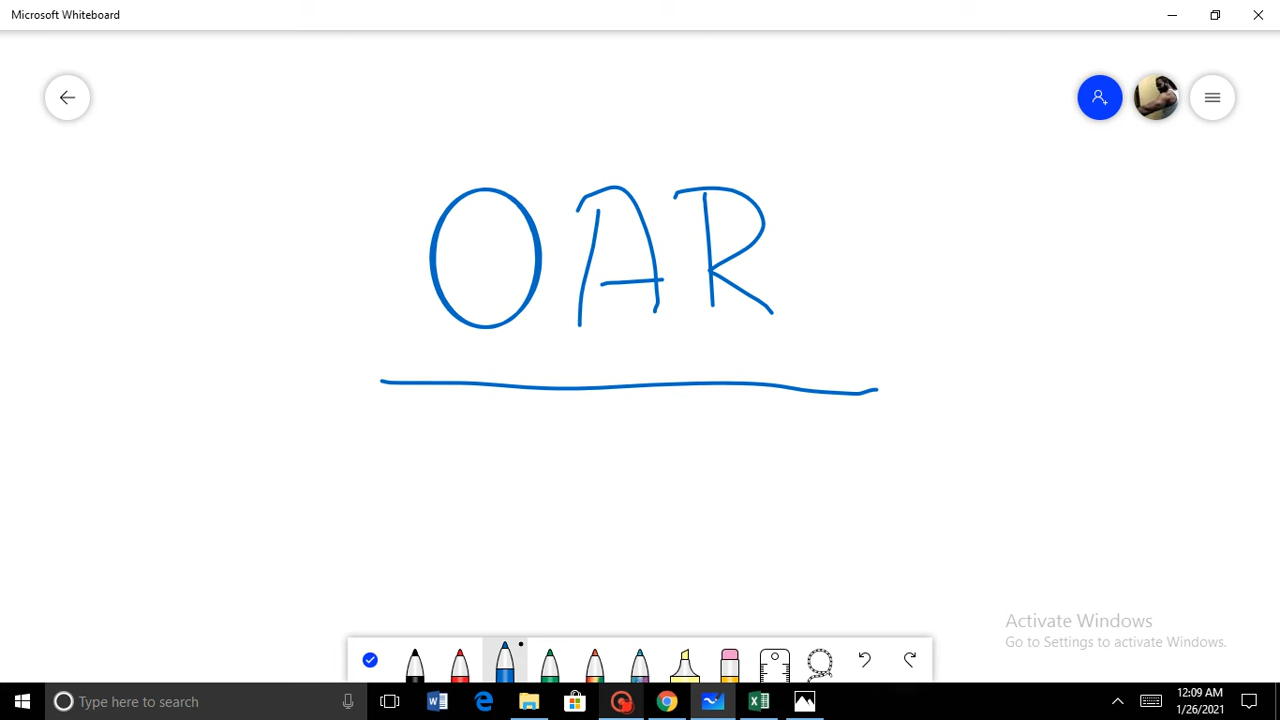 Microsoft Whiteboard
OAR
Activate Windows
Go to Settings to activate Windows.
Type here to search
12:09 AM
1/26/2021